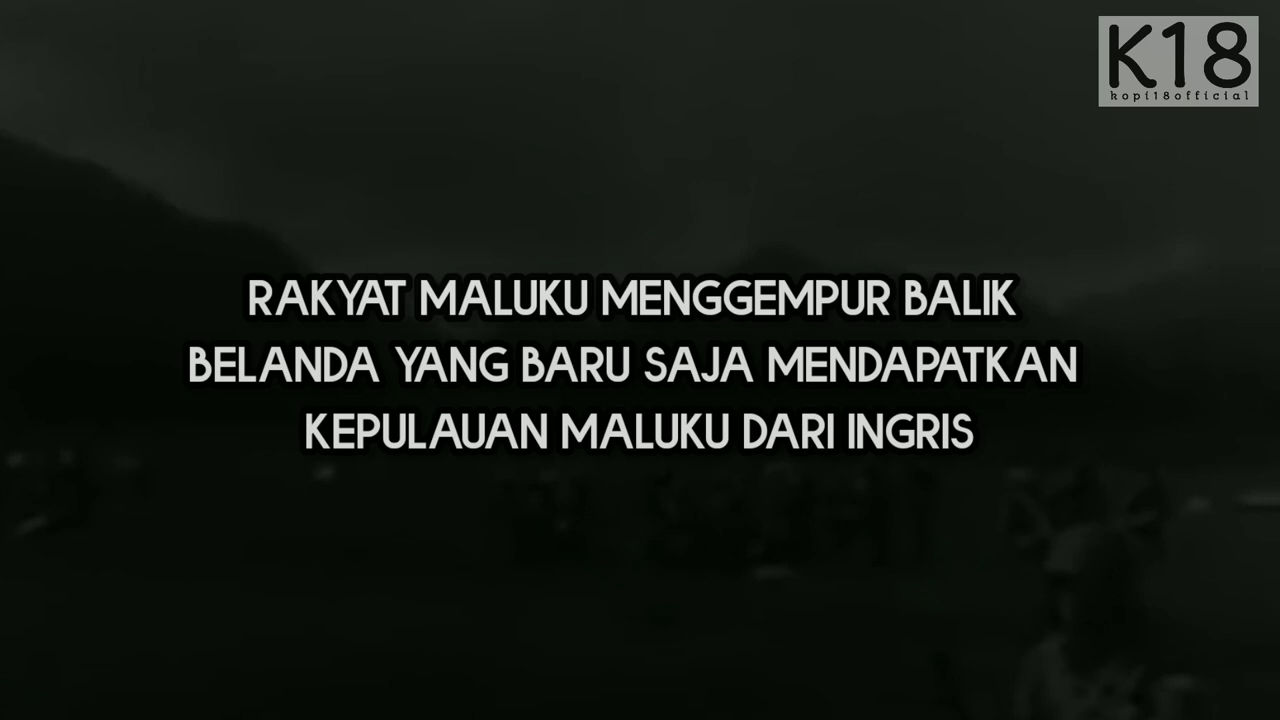 K18
kopi18official
RAKYAT MALUKU MENGGEMPUR BALIK
BELANDA YANG BARU SAJA MENDAPATKAN
KEPULAUAN MALUKU DARI INGRIS